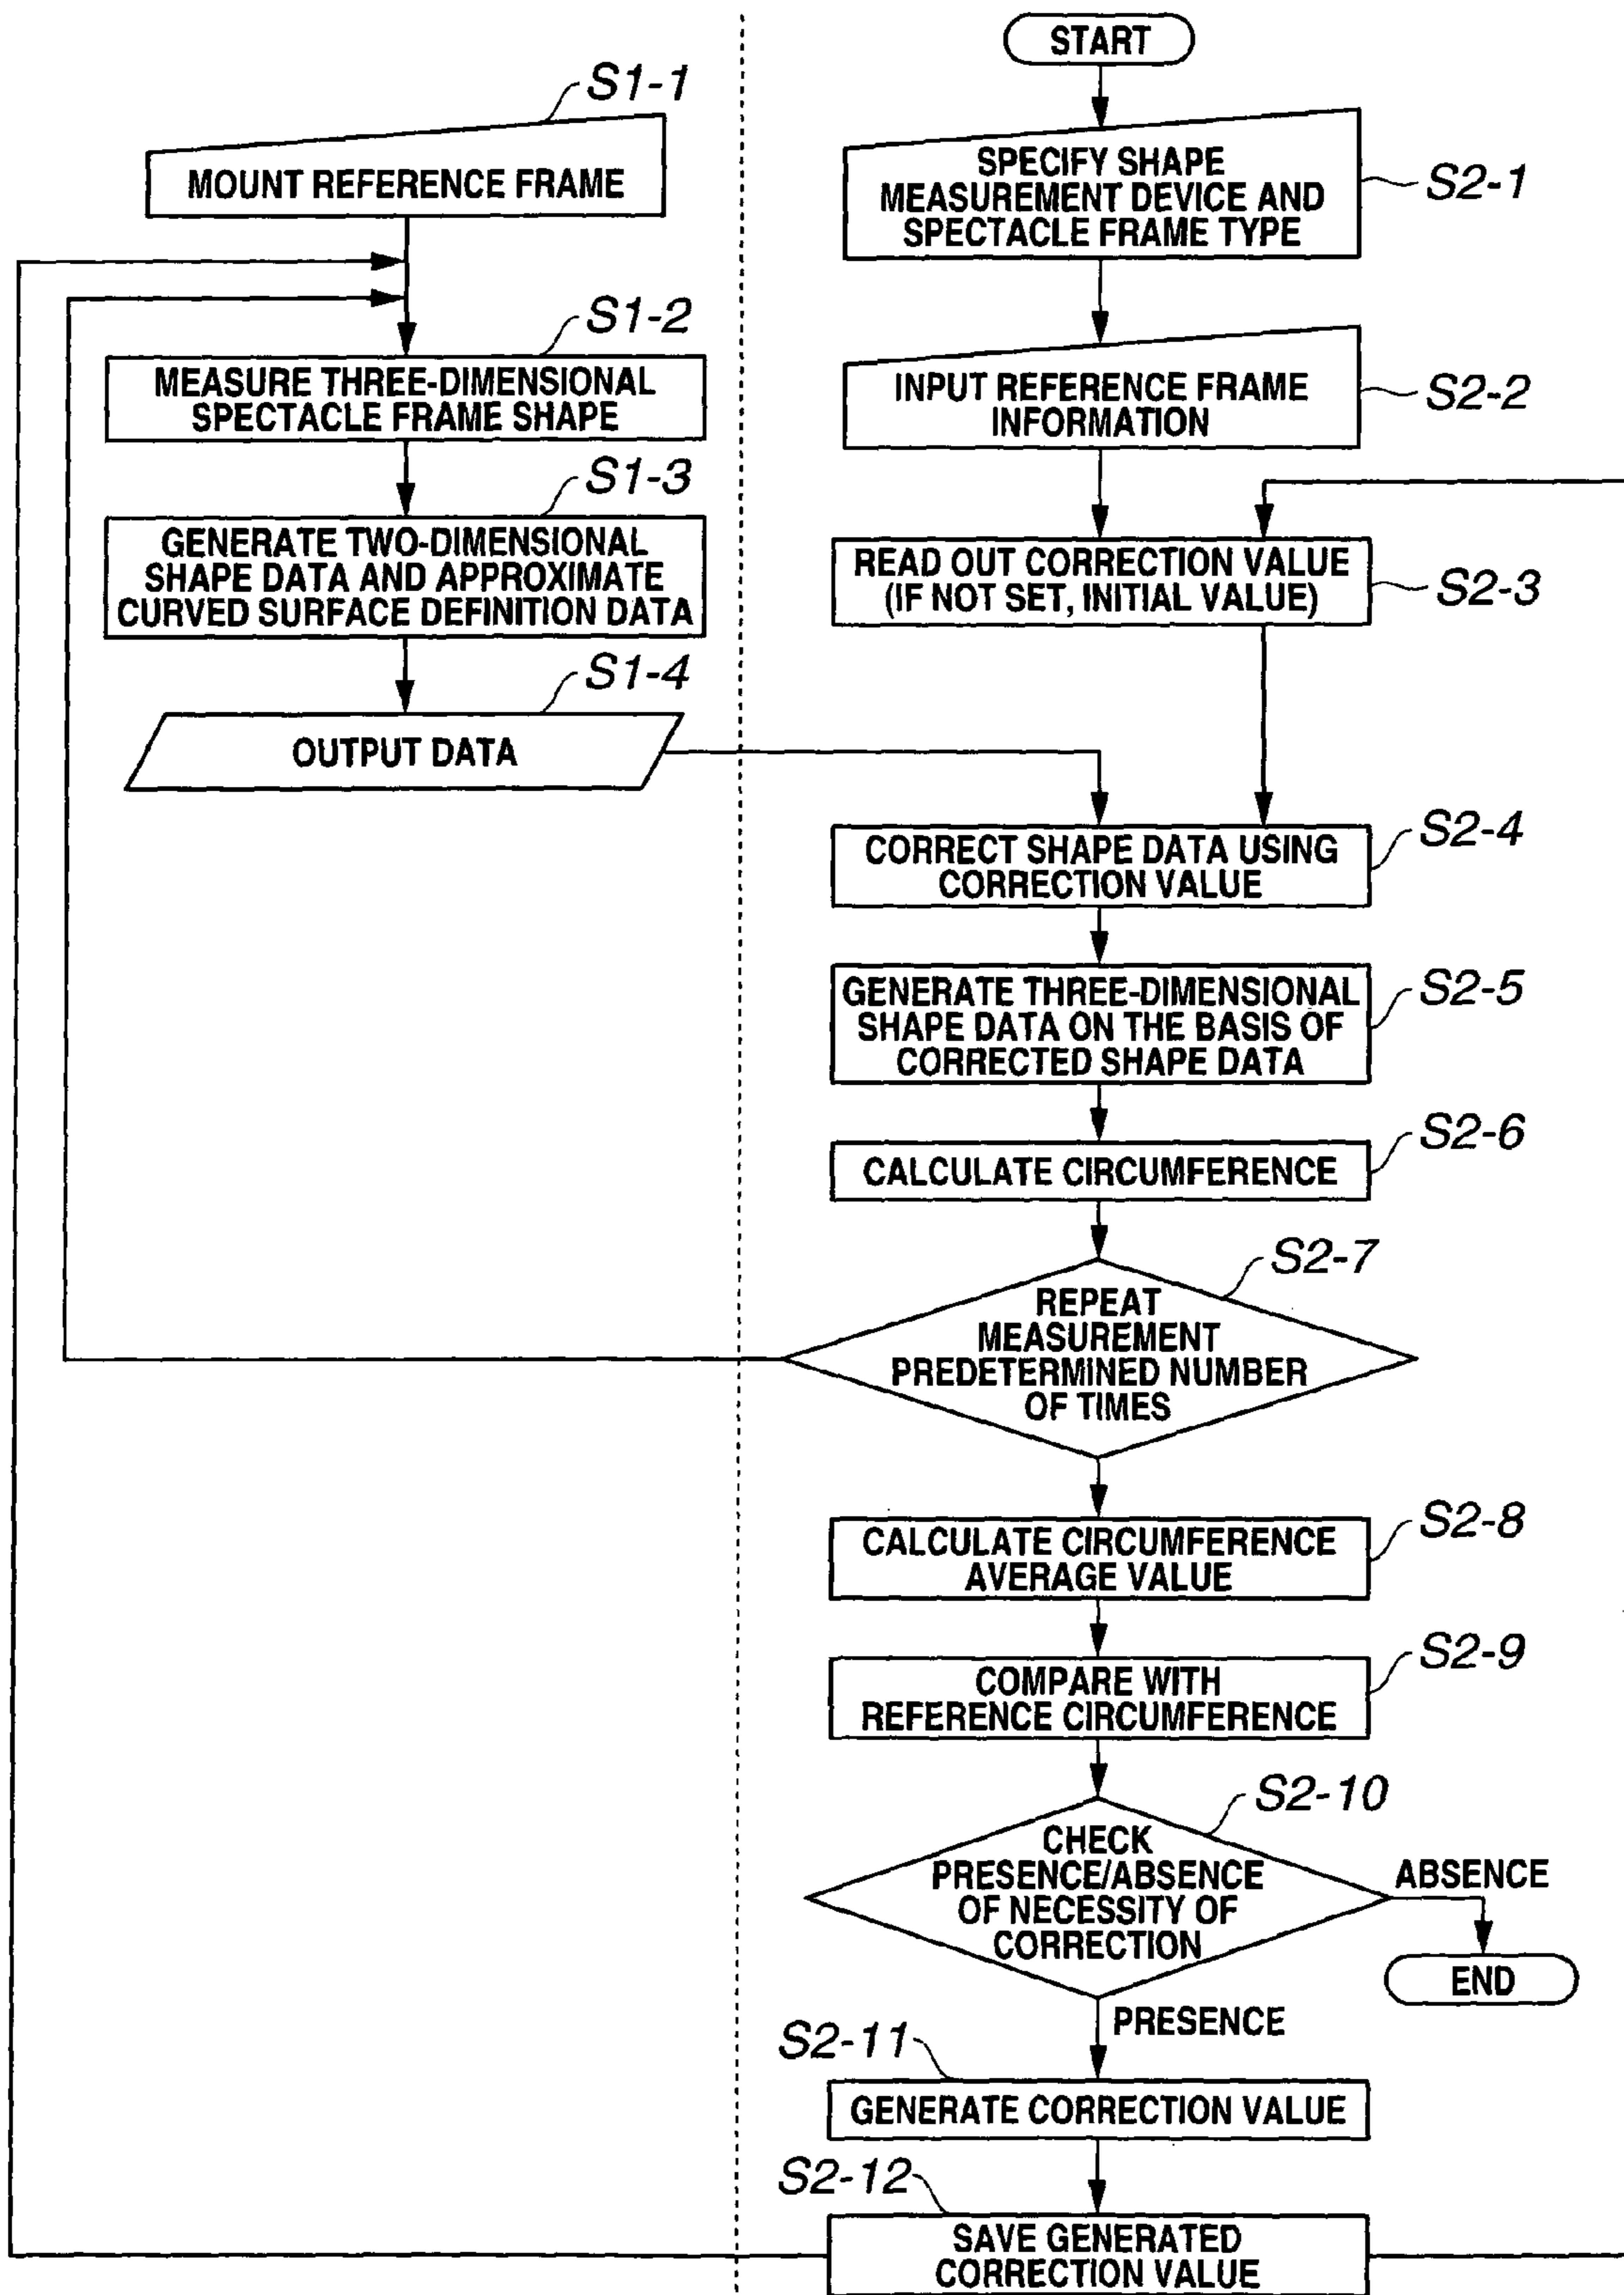 S1-1
MOUNT REFERENCE FRAME
S1-2
MEASURE THREE-DIMENSIONAL
SPECTACLE FRAME SHAPE
S1-3
GENERATE TWO-DIMENSIONAL
SHAPE DATA AND APPROXIMATE
CURVED SURFACE DEFINITION DATA
S1-4
OUTPUT DATA
START
SPECIFY SHAPE
MEASUREMENT DEVICE AND
SPECTACLE FRAME TYPE
S2-1
INPUT REFERENCE FRAME
INFORMATION
S2-2
READ OUT CORRECTION VALUE
(IF NOT SET, INITIAL VALUE)
S2-3
CORRECT SHAPE DATA USING
CORRECTION VALUE
S2-4
GENERATE THREE-DIMENSIONAL
SHAPE DATA ON THE BASIS OF
CORRECTED SHAPE DATA
S2-5
CALCULATE CIRCUMFERENCE
S2-6
REPEAT
MEASUREMENT
PREDETERMINED NUMBER
OF TIMES
S2-7
CALCULATE CIRCUMFERENCE
AVERAGE VALUE
S2-8
COMPARE WITH
REFERENCE CIRCUMFERENCE
S2-9
CHECK
PRESENCE/ABSENCE
OF NECESSITY OF
CORRECTION
S2-10
ABSENCE
END
PRESENCE
S2-11
GENERATE CORRECTION VALUE
S2-12
SAVE GENERATED
CORRECTION VALUE